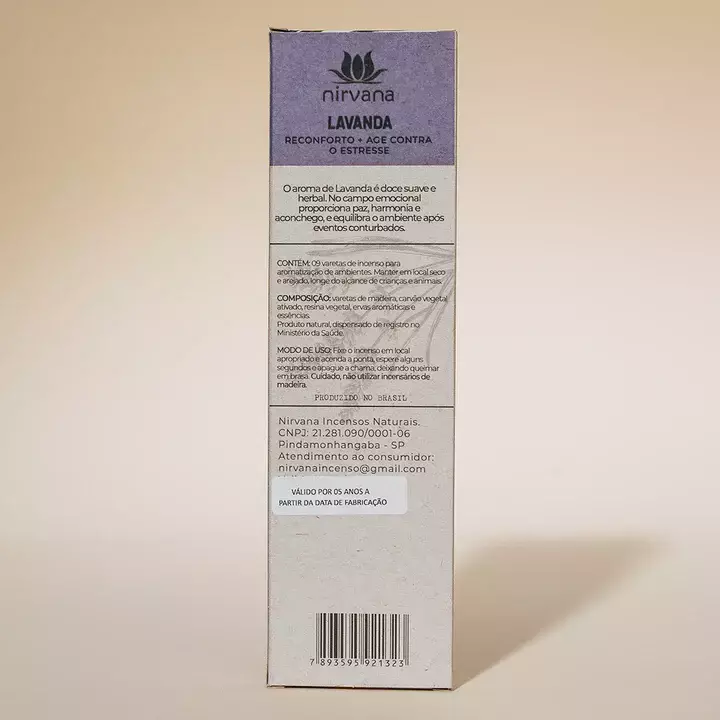 nirvana
LAVANDA
RECONFORTO + AGE CONTRA
O ESTRESSE
O aroma de Lavanda é doce suave e
herbal. No campo emocional
proporciona paz, harmonia e
aconchego, e equilibra o ambiente após
eventos conturbados.
CONTÉM: 09 varetas de incenso para
aromatização de ambientes. Manter em local seco
e arejado, longe do alcance de crianças e animais.
COMPOSIÇÃO: varetas de madeira, carvão vegetal
ativado, resina vegetal, ervas aromáticas e
essências.
Produto natural, dispensado de registro no
Ministério da Saúde.
MODO DE USO: Fixe o incenso em local
apropriado e acenda a ponta, espere alguns
segundos e apague a chama, deixando queimar
em brasa. Cuidado, não utilizar incensários de
madeira.
PRODUZIDO NO BRASIL
Nirvana Incensos Naturais.
CNPJ: 21.281.090/0001-06
Pindamonhangaba - SP
Atendimento ao consumidor:
nirvanaincenso@gmail.com
VÁLIDO POR 05 ANOS A
PARTIR DA DATA DE FABRICAÇÃO
7 893595 921323